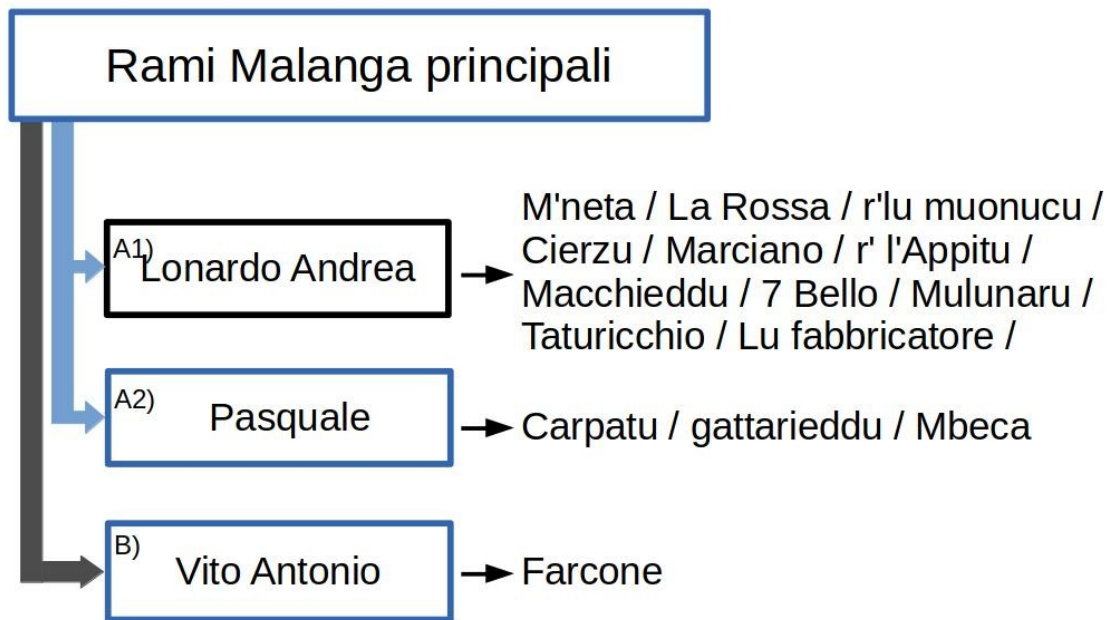 Rami Malanga principali
A1)
Lonardo Andrea
M'neta / La Rossa / r'lu muonucu /
Cierzu / Marciano / r' l'Appitu /
Macchieddu / 7 Bello / Mulunaru /
Taturicchio / Lu fabbricatore /
A2)
Pasquale
Carpatu / gattarieddu / Mbeca
B)
Vito Antonio
Farcone